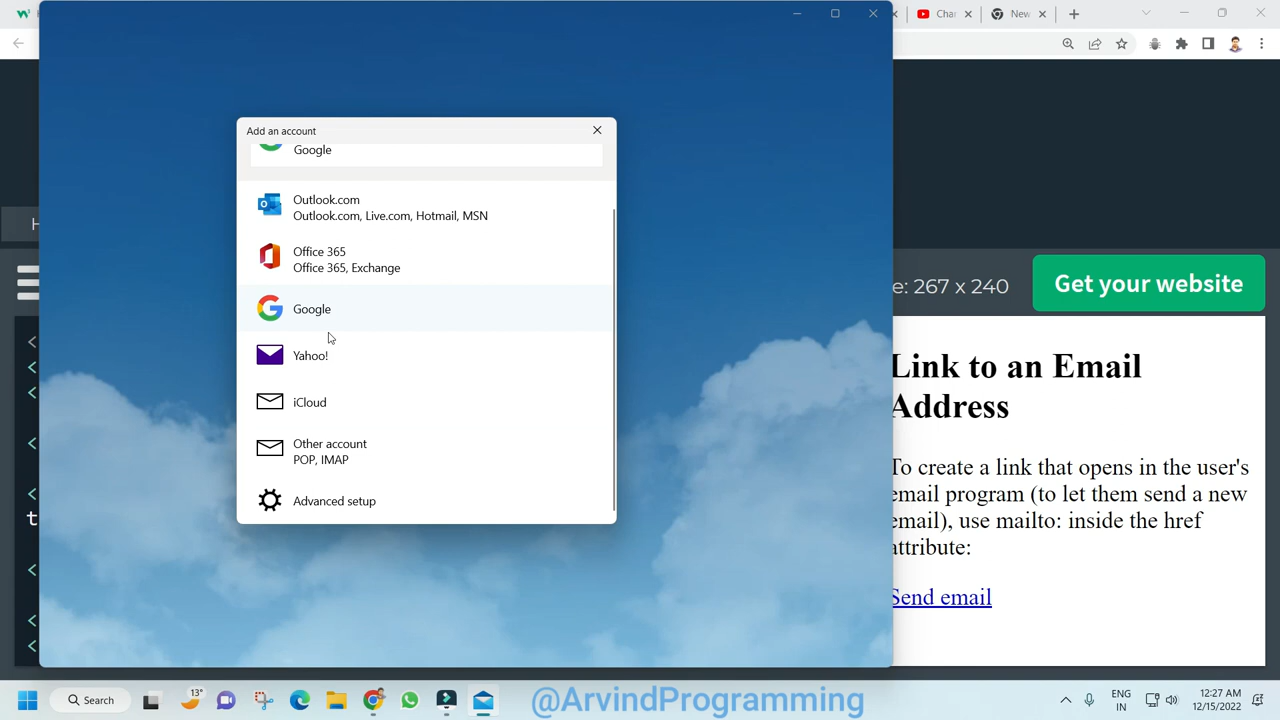 Char
New
Add an account
Google
Outlook.com
Outlook.com, Live.com, Hotmail, MSN
Office 365
Office 365, Exchange
Google
Yahoo!
iCloud
Other account
POP, IMAP
Advanced setup
H
e: 267 x 240
Get your website
<
<
<
<
<
t
<
<
<
Link to an Email
Address
To create a link that opens in the user's
email program (to let them send a new
email), use mailto: inside the href
attribute:
Send email
13°
Search
@ArvindProgramming
ENG
IN
12:27 AM
12/15/2022